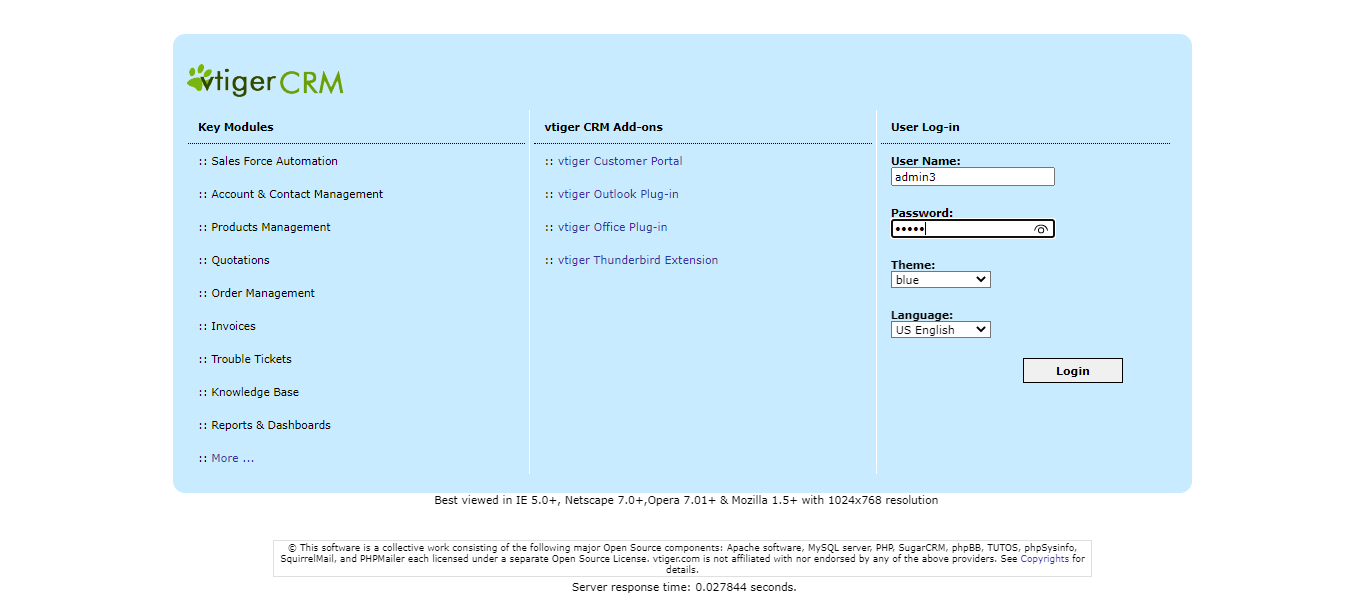 vtiger CRM
Key Modules
:: Sales Force Automation
:: Account & Contact Management
:: Products Management
:: Quotations
:: Order Management
:: Invoices
:: Trouble Tickets
:: Knowledge Base
:: Reports & Dashboards
:: More ...
vtiger CRM Add-ons
:: vtiger Customer Portal
:: vtiger Outlook Plug-in
:: vtiger Office Plug-in
:: vtiger Thunderbird Extension
User Log-in
User Name:
admin3
Password:
•••••
Theme:
blue
Language:
US English
Login
Best viewed in IE 5.0+, Netscape 7.0+,Opera 7.01+ & Mozilla 1.5+ with 1024x768 resolution
© This software is a collective work consisting of the following major Open Source components: Apache software, MySQL server, PHP, SugarCRM, phpBB, TUTOS, phpSysinfo,
SquirrelMail, and PHPMailer each licensed under a separate Open Source License. vtiger.com is not affiliated with nor endorsed by any of the above providers. See Copyrights for
details.
Server response time: 0.027844 seconds.